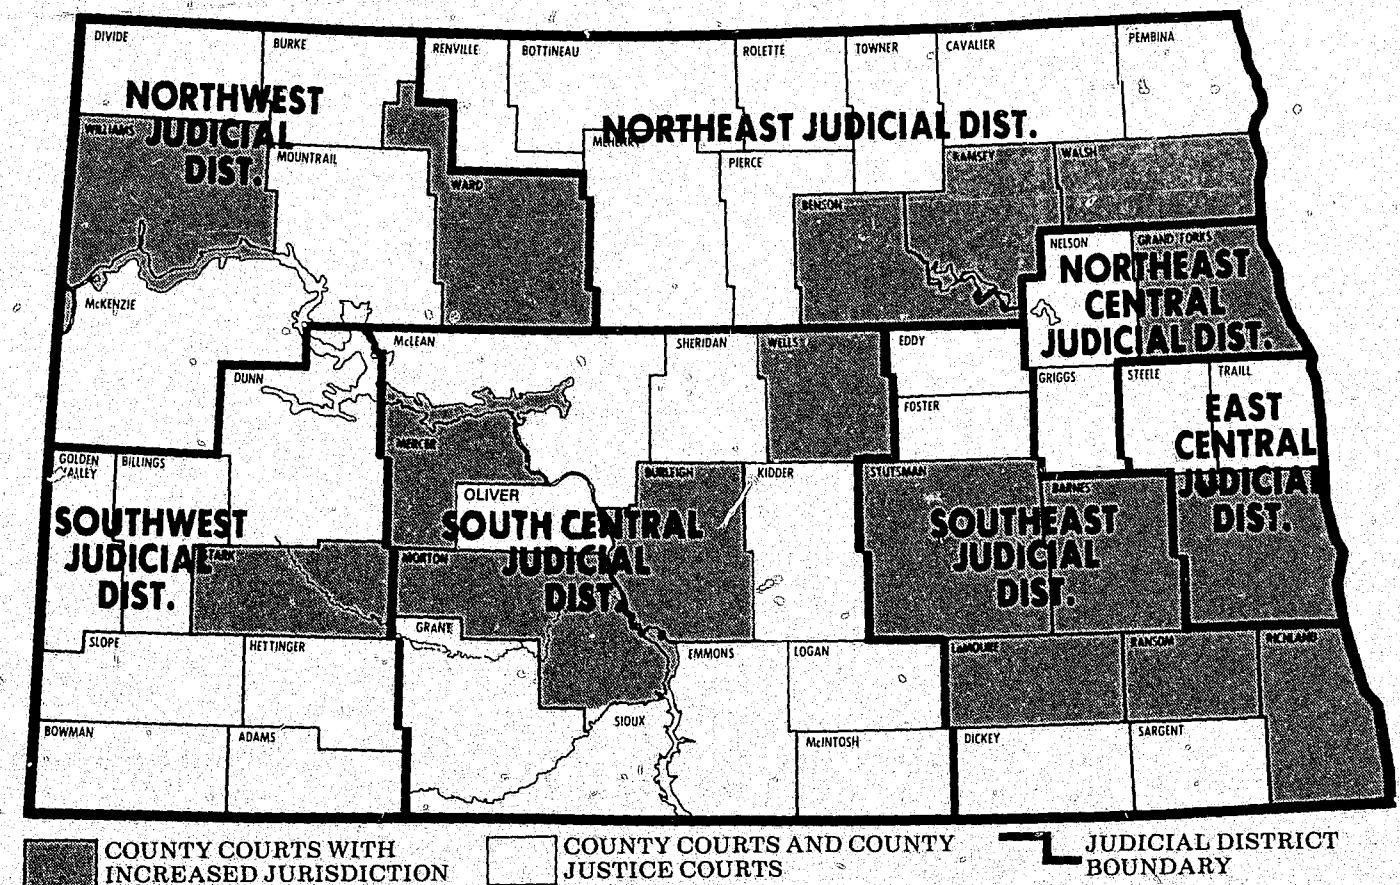 DIVIDE
BURKE
RENVILLE
BOTTINEAU
ROLETTE
TOWNER
CAVALIER
PEMBINA
NORTHWEST
JUDICIAL
DIST.
WILLIAMS
MOUNTRAIL
WARD
NORTHEAST JUDICIAL DIST.
McHENRY
PIERCE
BENSON
RAMSEY
WALSH
NELSON
GRAND FORKS
NORTHEAST
CENTRAL
JUDICIAL DIST.
McKENZIE
DUNN
McLEAN
SHERIDAN
WELLS
EDDY
FOSTER
GRIGGS
STEELE
TRAILL
EAST
CENTRAL
JUDICIAL
DIST.
GOLDEN
VALLEY
BILLINGS
MERCER
OLIVER
BURLEIGH
KIDDER
STUTSMAN
BARNES
SOUTHWEST
JUDICIAL
DIST.
STARK
MORTON
SOUTH CENTRAL
JUDICIAL
DIST.
SOUTHEAST
JUDICIAL
DIST.
SLOPE
HETTINGER
GRANT
EMMONS
LOGAN
LaMOURE
RANSOM
RICHLAND
BOWMAN
ADAMS
SIOUX
McINTOSH
DICKEY
SARGENT
COUNTY COURTS WITH
INCREASED JURISDICTION
COUNTY COURTS AND COUNTY
JUSTICE COURTS
JUDICIAL DISTRICT
BOUNDARY